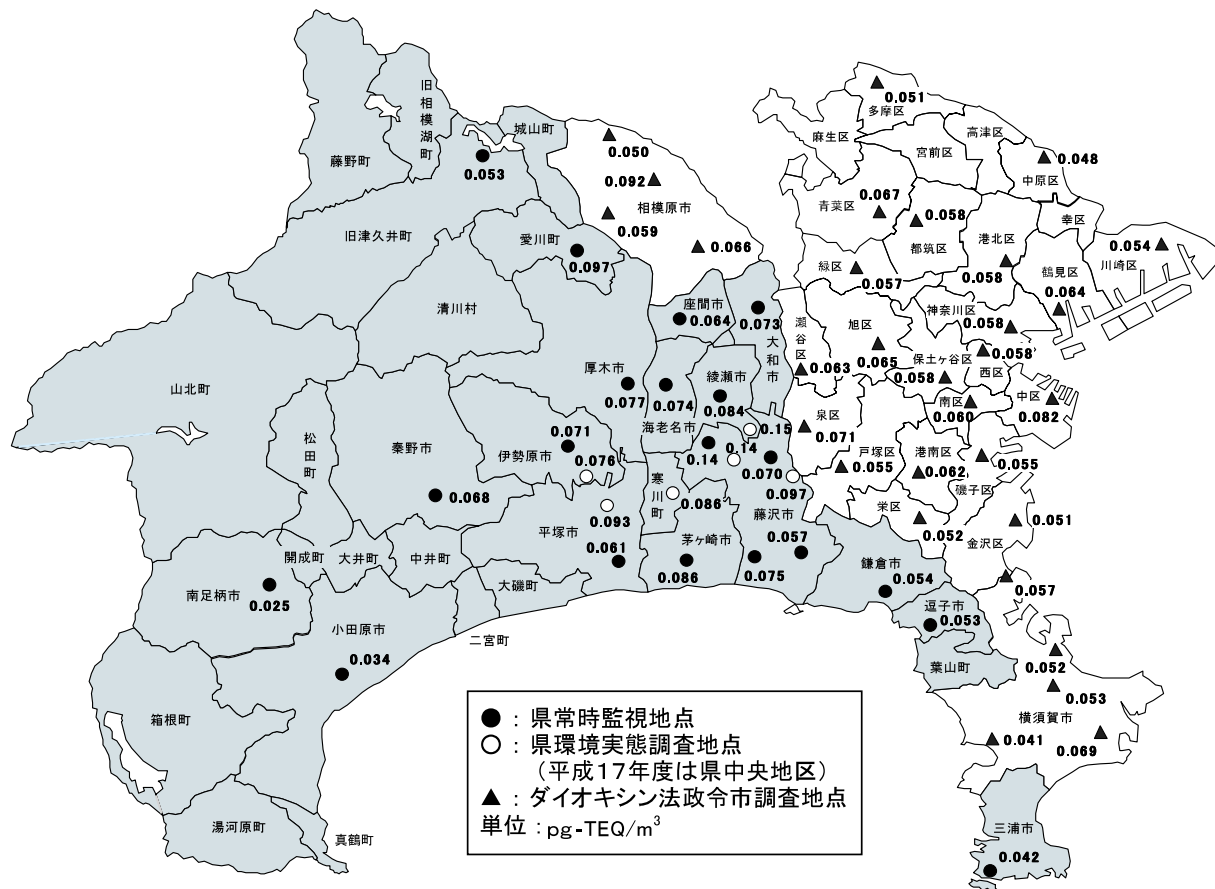 0.051
多摩区
麻生区
高津区
宮前区
0.048
中原区
旧相模湖町
城山町
藤野町
0.053
0.050
0.092
相模原市
0.059
0.066
0.067
青葉区
0.058
都筑区
港北区
0.058
幸区
0.054
川崎区
鶴見区
0.064
旧津久井町
愛川町
0.097
緑区
0.057
清川村
座間市
0.064
0.073
大和市
瀬谷区
0.063
旭区
0.065
神奈川区
0.058
保土ヶ谷区
0.058
0.058
西区
山北町
厚木市
0.077
0.074
綾瀬市
0.084
海老名市
南区
0.060
中区
0.082
松田町
秦野市
0.068
伊勢原市
0.071
0.076
0.15
0.14
0.14
0.070
0.097
泉区
0.071
戸塚区
0.055
港南区
0.062
0.055
磯子区
寒川町
0.086
0.093
平塚市
0.061
藤沢市
0.057
0.075
茅ヶ崎市
0.086
栄区
0.052
0.051
金沢区
0.057
開成町
大井町
中井町
大磯町
南足柄市
0.025
小田原市
0.034
二宮町
鎌倉市
0.054
逗子市
0.053
葉山町
0.052
0.053
横須賀市
0.041
0.069
箱根町
湯河原町
真鶴町
三浦市
0.042
●：県常時監視地点
○：県環境実態調査地点
（平成17年度は県中央地区）
▲：ダイオキシン法政令市調査地点
単位：pg-TEQ/m³